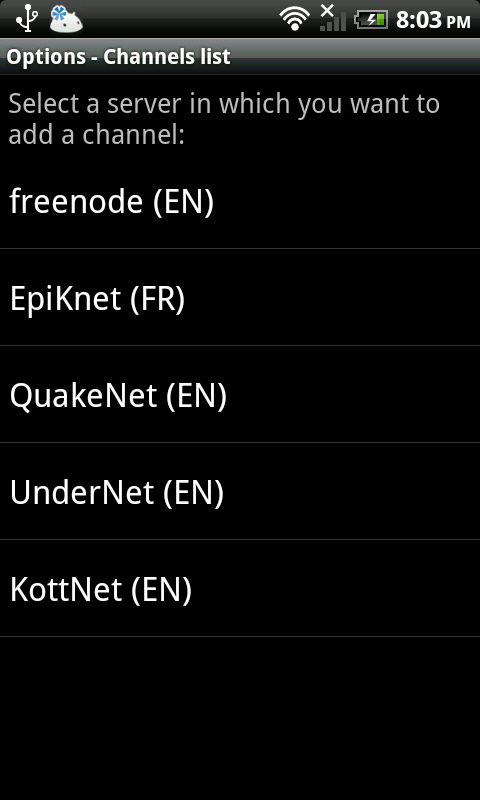 8:03 PM
Options - Channels list
Select a server in which you want to
add a channel:
freenode (EN)
EpiKnet (FR)
QuakeNet (EN)
UnderNet (EN)
KottNet (EN)